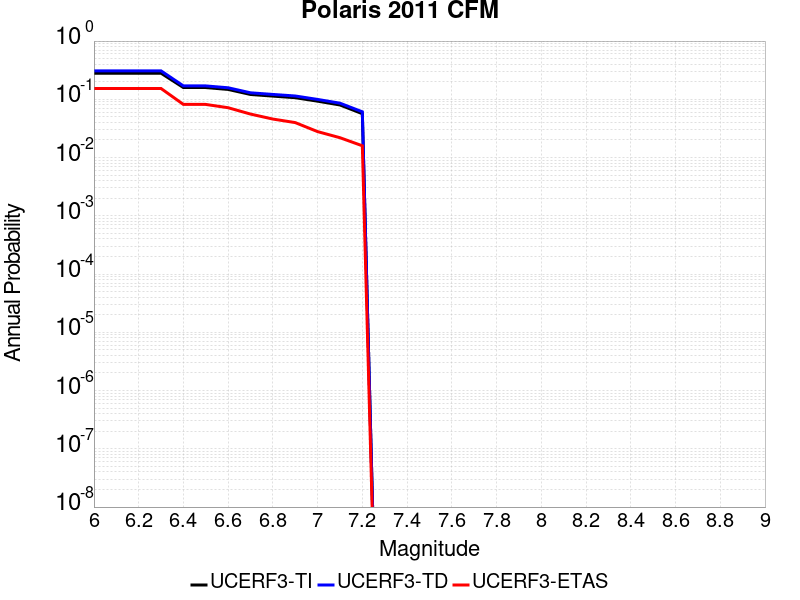 Polaris 2011 CFM
10^0
10^-1
10^-2
10^-3
10^-4
10^-5
10^-6
10^-7
10^-8
Annual Probability
6 6.2 6.4 6.6 6.8 7 7.2 7.4 7.6 7.8 8 8.2 8.4 8.6 8.8 9
Magnitude
UCERF3-TI UCERF3-TD UCERF3-ETAS